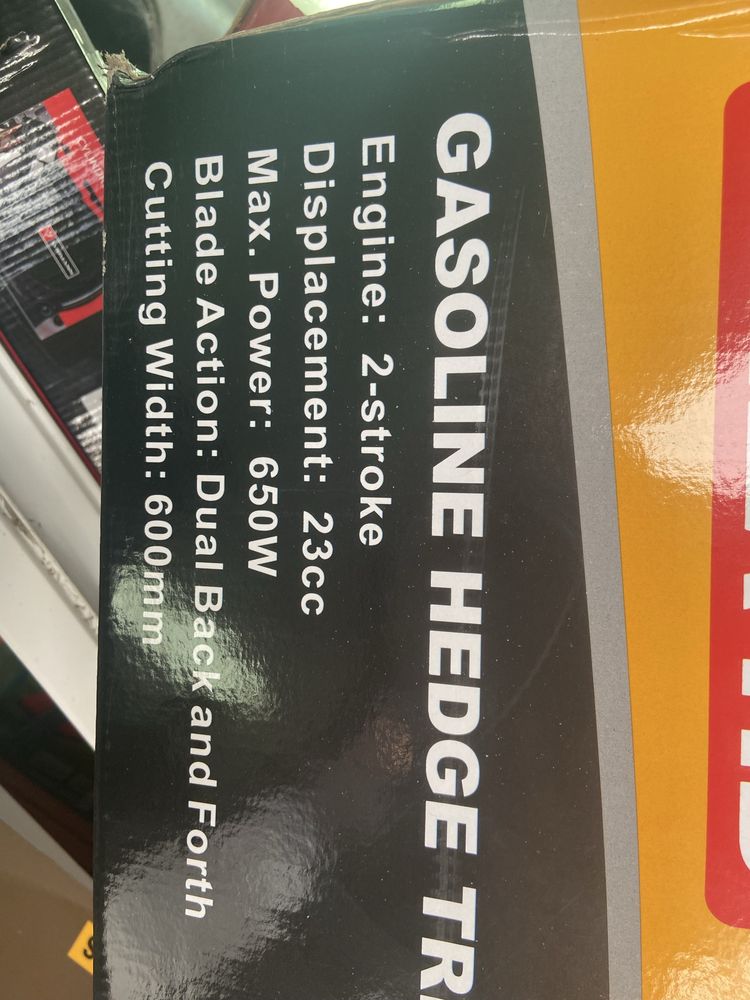 GASOLINE HEDGE TRI
Engine: 2-stroke
Displacement: 23cc
Max. Power: 650W
Blade Action: Dual Back and Forth
Cutting Width: 600mm